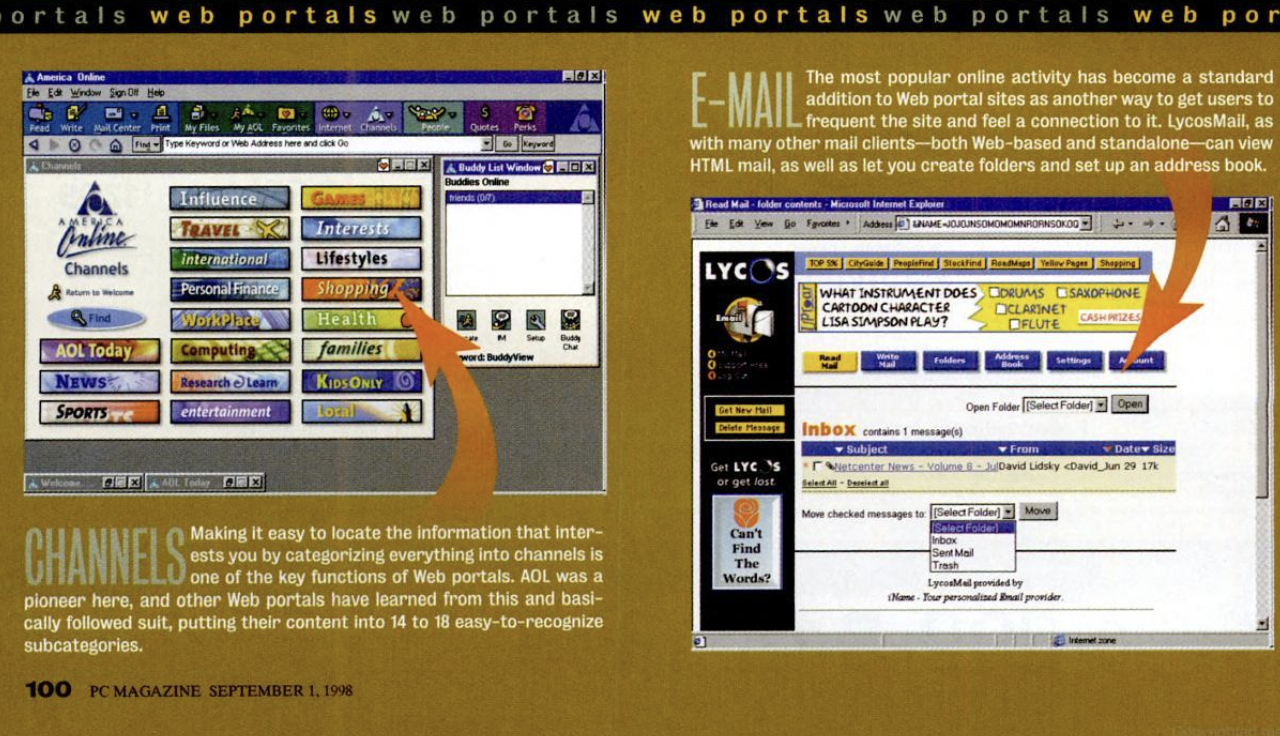 ortals web portals web portals web portals web portals web por
America Online
File Edit Window Sign Off Help
Read Write Mail Center Print My Files My AOL Favorites Internet Channels People Quotes Perks
Find Type Keyword or Web Address here and click Go Go Keyword
Channels
AMERICA
Online
Channels
Return to Welcome
Find
AOL Today
NEWS
SPORTS
Influence
TRAVEL
international
Personal Finance
WorkPlace
Computing
Research & Learn
entertainment
GAMES
Interests
Lifestyles
Shopping
Health
families
KIDS ONLY
Local
Buddy List Window
Buddies Online
friends (0/7)
IM Setup Buddy
Chat
word: BuddyView
Welcome AOL Today
CHANNELS Making it easy to locate the information that inter-
ests you by categorizing everything into channels is
one of the key functions of Web portals. AOL was a
pioneer here, and other Web portals have learned from this and basi-
cally followed suit, putting their content into 14 to 18 easy-to-recognize
subcategories.
100 PC MAGAZINE SEPTEMBER 1, 1998
E-MAIL The most popular online activity has become a standard
addition to Web portal sites as another way to get users to
frequent the site and feel a connection to it. LycosMail, as
with many other mail clients—both Web-based and standalone—can view
HTML mail, as well as let you create folders and set up an address book.
Read Mail - folder contents - Microsoft Internet Explorer
File Edit View Go Favorites Address
LYCOS
Email
TOP 5% CityGuide PeopleFind StockFind RoadMaps Yellow Pages Shopping
WHAT INSTRUMENT DOES
CARTOON CHARACTER
LISA SIMPSON PLAY?
DRUMS SAXOPHONE
CLARINET
FLUTE
CASH PRIZES
Read
Mail
Write
Mail
Folders
Address
Book
Settings
Account
Open Folder [Select Folder] Open
Get New Mail
Delete Message
Inbox contains 1 message(s)
Subject From Date Size
Netcenter News - Volume 8 - Jul David Lidsky <David_ Jun 29 17k
Select All - Deselect all
Get LYCOS
or get lost.
Move checked messages to: [Select Folder] Move
[Select Folder]
Inbox
Sent Mail
Trash
Can't
Find
The
Words?
LycosMail provided by
iName - Your personalized Email provider.
Internet zone